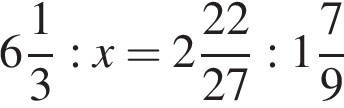 6 1/3 : x = 2 22/27 : 1 7/9